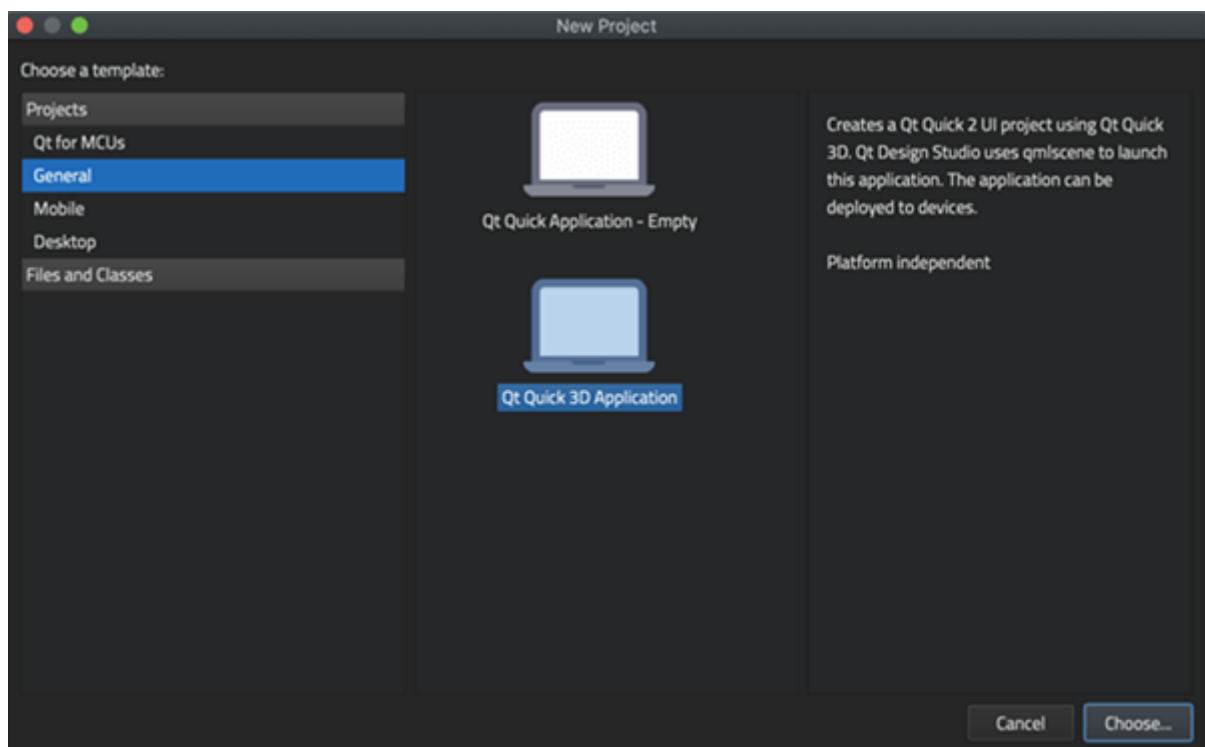 New Project
Choose a template:
Projects
Qt for MCUs
General
Mobile
Desktop
Files and Classes
Qt Quick Application - Empty
Qt Quick 3D Application
Creates a Qt Quick 2 UI project using Qt Quick
3D. Qt Design Studio uses qmlscene to launch
this application. The application can be
deployed to devices.
Platform independent
Cancel
Choose...